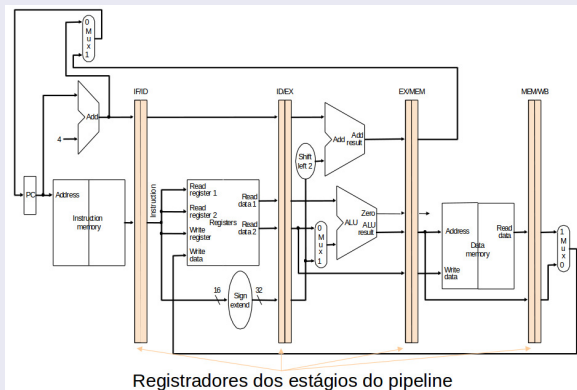 0
M
u
x
1
IF/ID
ID/EX
EX/MEM
MEM/WB
Add
4
Add
Add
result
Shift
left 2
PC
Address
Instruction
memory
Instruction
Read
register 1
Read
register 2
Registers
Write
register
Write
data
Read
data 1
Read
data 2
0
M
u
x
1
Zero
ALU
ALU
result
Address
Data
memory
Write
data
Read
data
1
M
u
x
0
16
Sign
extend
32
Registradores dos estágios do pipeline